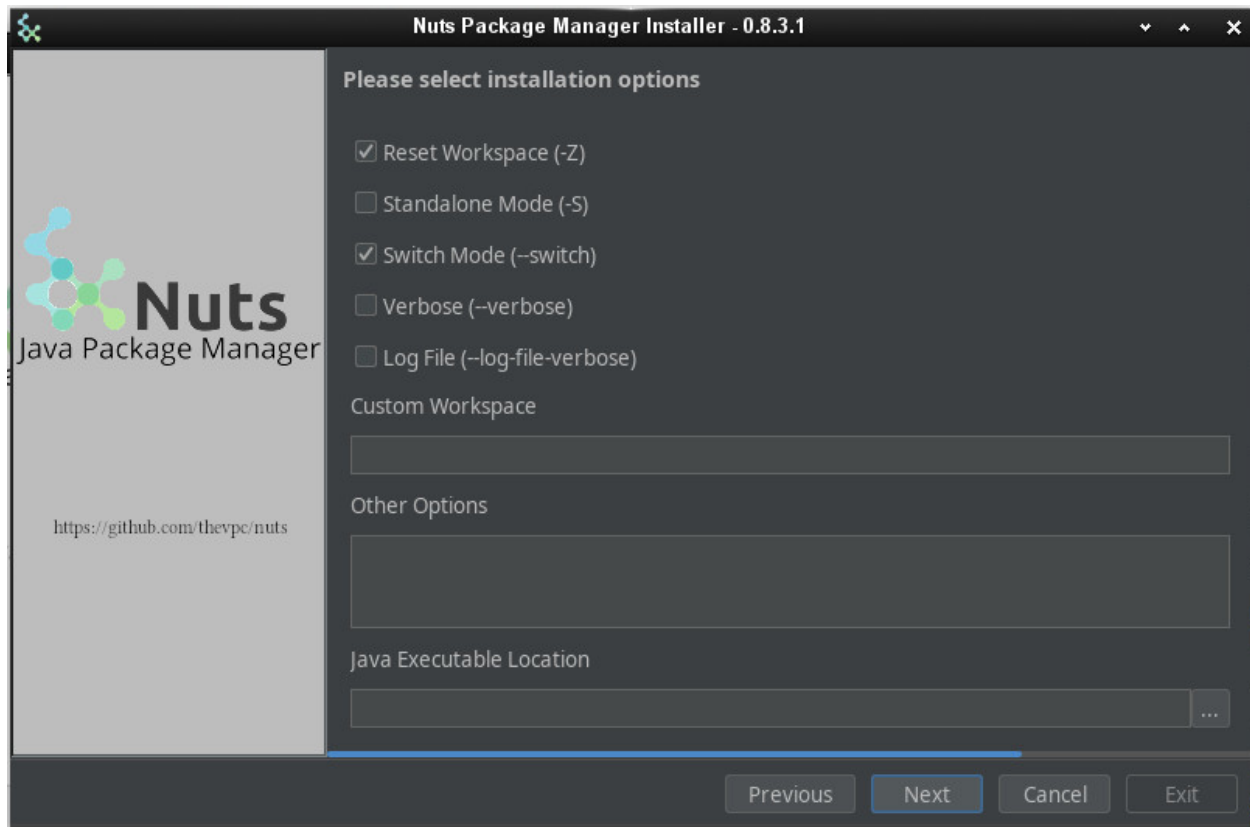 Nuts Package Manager Installer - 0.8.3.1
Please select installation options
Reset Workspace (-Z)
Standalone Mode (-S)
Switch Mode (--switch)
Verbose (--verbose)
Log File (--log-file-verbose)
Custom Workspace
Other Options
Java Executable Location
...
Nuts
Java Package Manager
https://github.com/thevpc/nuts
Previous
Next
Cancel
Exit